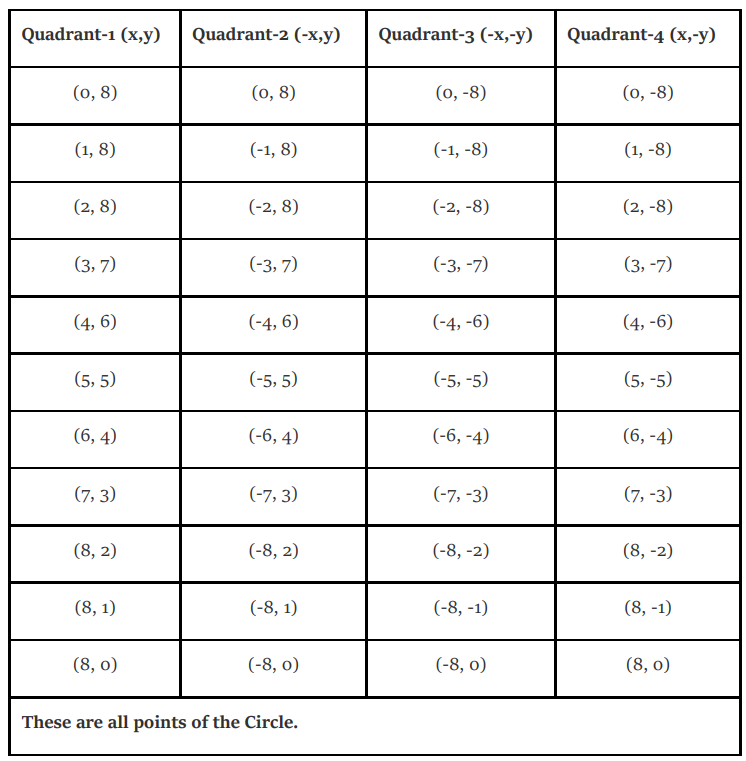 Quadrant-1 (x,y) Quadrant-2 (-x,y) Quadrant-3 (-x,-y) Quadrant-4 (x,-y)
(0, 8) (0, 8) (0, -8) (0, -8)
(1, 8) (-1, 8) (-1, -8) (1, -8)
(2, 8) (-2, 8) (-2, -8) (2, -8)
(3, 7) (-3, 7) (-3, -7) (3, -7)
(4, 6) (-4, 6) (-4, -6) (4, -6)
(5, 5) (-5, 5) (-5, -5) (5, -5)
(6, 4) (-6, 4) (-6, -4) (6, -4)
(7, 3) (-7, 3) (-7, -3) (7, -3)
(8, 2) (-8, 2) (-8, -2) (8, -2)
(8, 1) (-8, 1) (-8, -1) (8, -1)
(8, 0) (-8, 0) (-8, 0) (8, 0)
These are all points of the Circle.